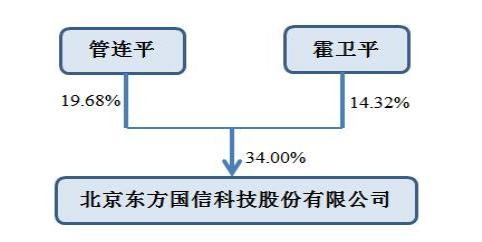 管连平
霍卫平
19.68%
14.32%
34.00%
北京东方国信科技股份有限公司